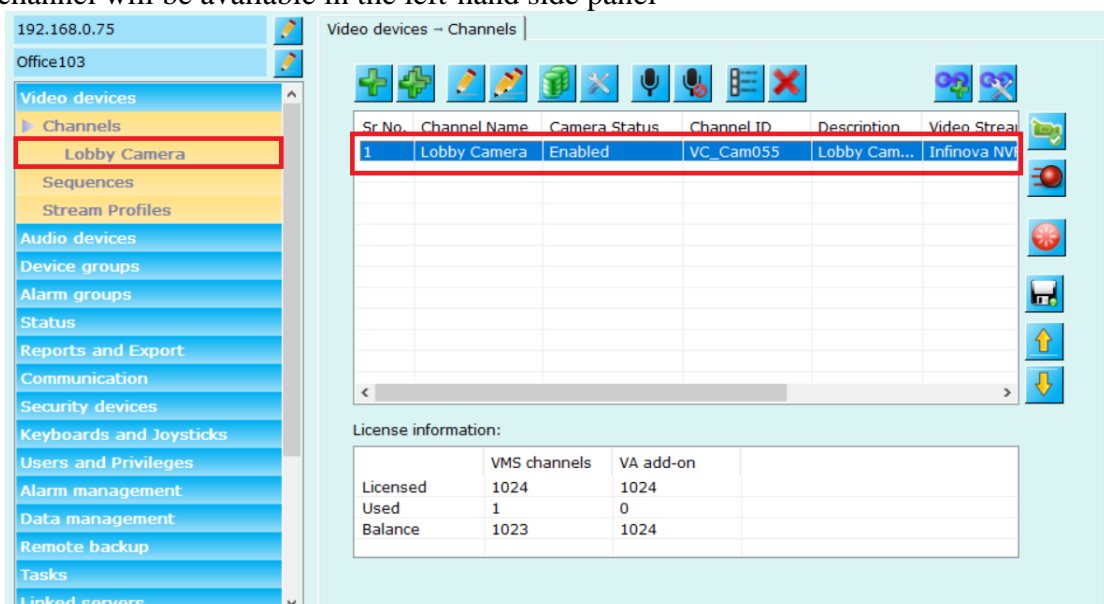 channel will be available in the left-hand side panel
192.168.0.75
Office103
Video devices
Channels
Lobby Camera
Sequences
Stream Profiles
Audio devices
Device groups
Alarm groups
Status
Reports and Export
Communication
Security devices
Keyboards and Joysticks
Users and Privileges
Alarm management
Data management
Remote backup
Tasks
Linked servers
Video devices – Channels
Sr No. Channel Name Camera Status Channel ID Description Video Strea
1 Lobby Camera Enabled VC_Cam055 Lobby Cam... Infinova NV
License information:
VMS channels VA add-on
Licensed 1024 1024
Used 1 0
Balance 1023 1024